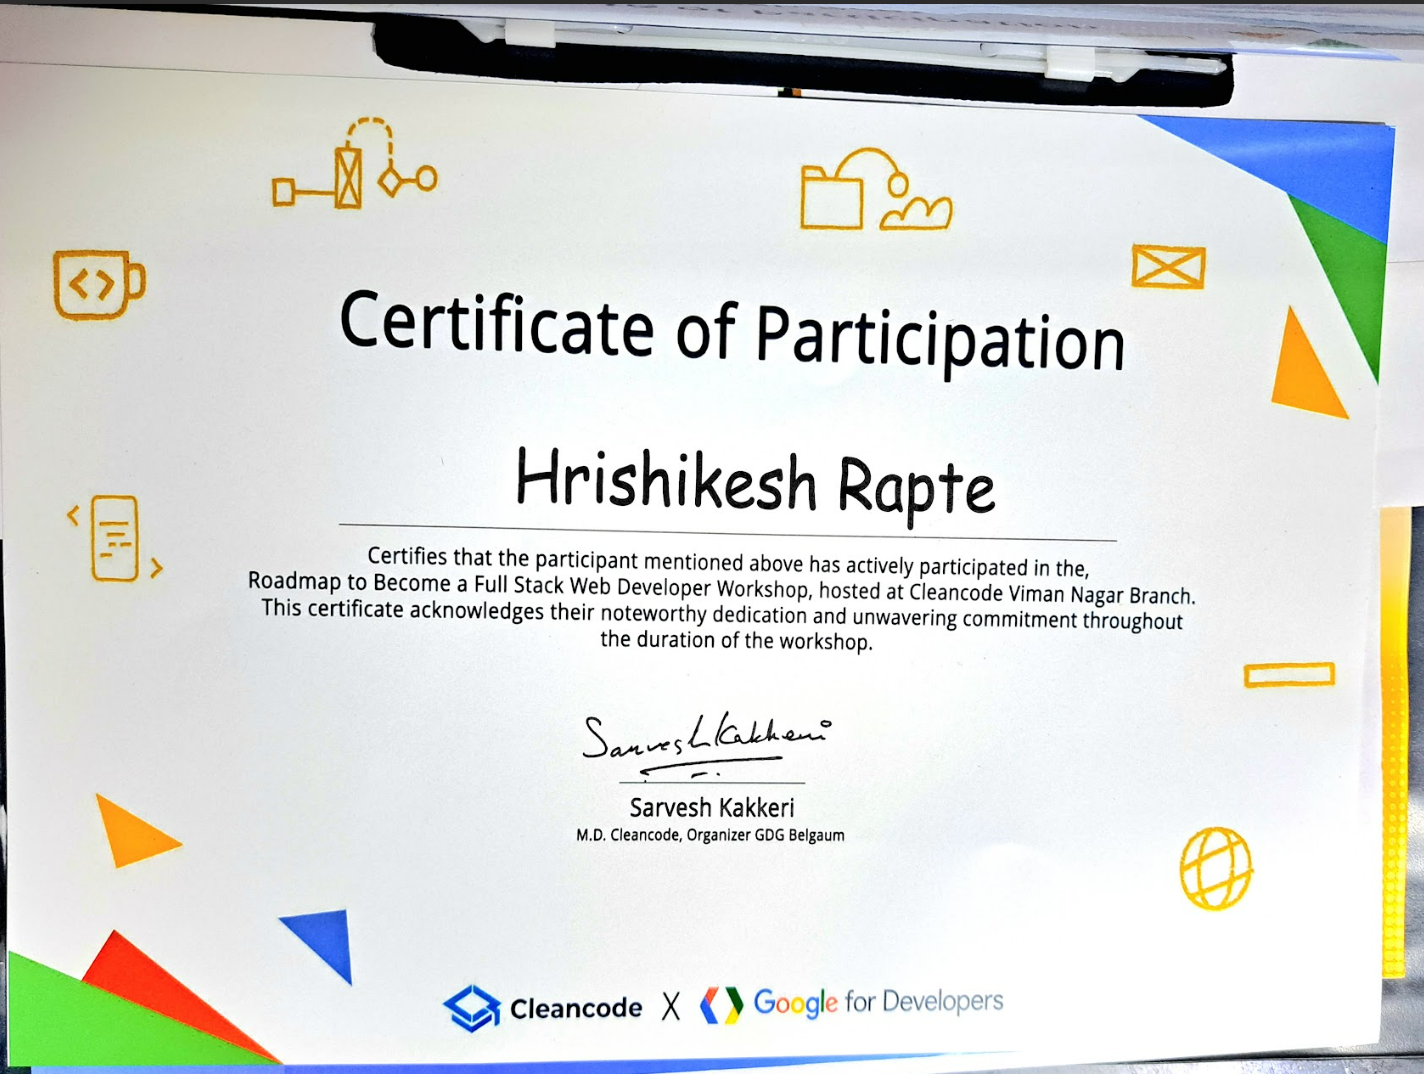 Certificate of Participation
Hrishikesh Rapte
Certifies that the participant mentioned above has actively participated in the,
Roadmap to Become a Full Stack Web Developer Workshop, hosted at Cleancode Viman Nagar Branch.
This certificate acknowledges their noteworthy dedication and unwavering commitment throughout
the duration of the workshop.
Sarvesh Kakkeri
Sarvesh Kakkeri
M.D. Cleancode, Organizer GDG Belgaum
Cleancode X Google for Developers